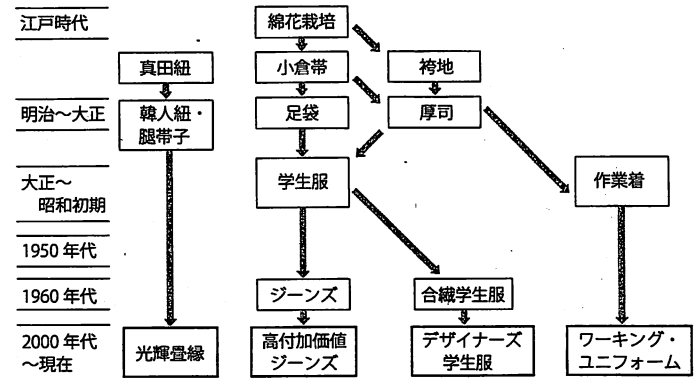 江戸時代
綿花栽培
真田紐
小倉帯
袴地
明治〜大正
韓人紐・
腿帯子
足袋
厚司
大正〜
昭和初期
学生服
作業着
1950年代
1960年代
ジーンズ
合繊学生服
2000年代
〜現在
光輝畳縁
高付加価値
ジーンズ
デザイナーズ
学生服
ワーキング・
ユニフォーム